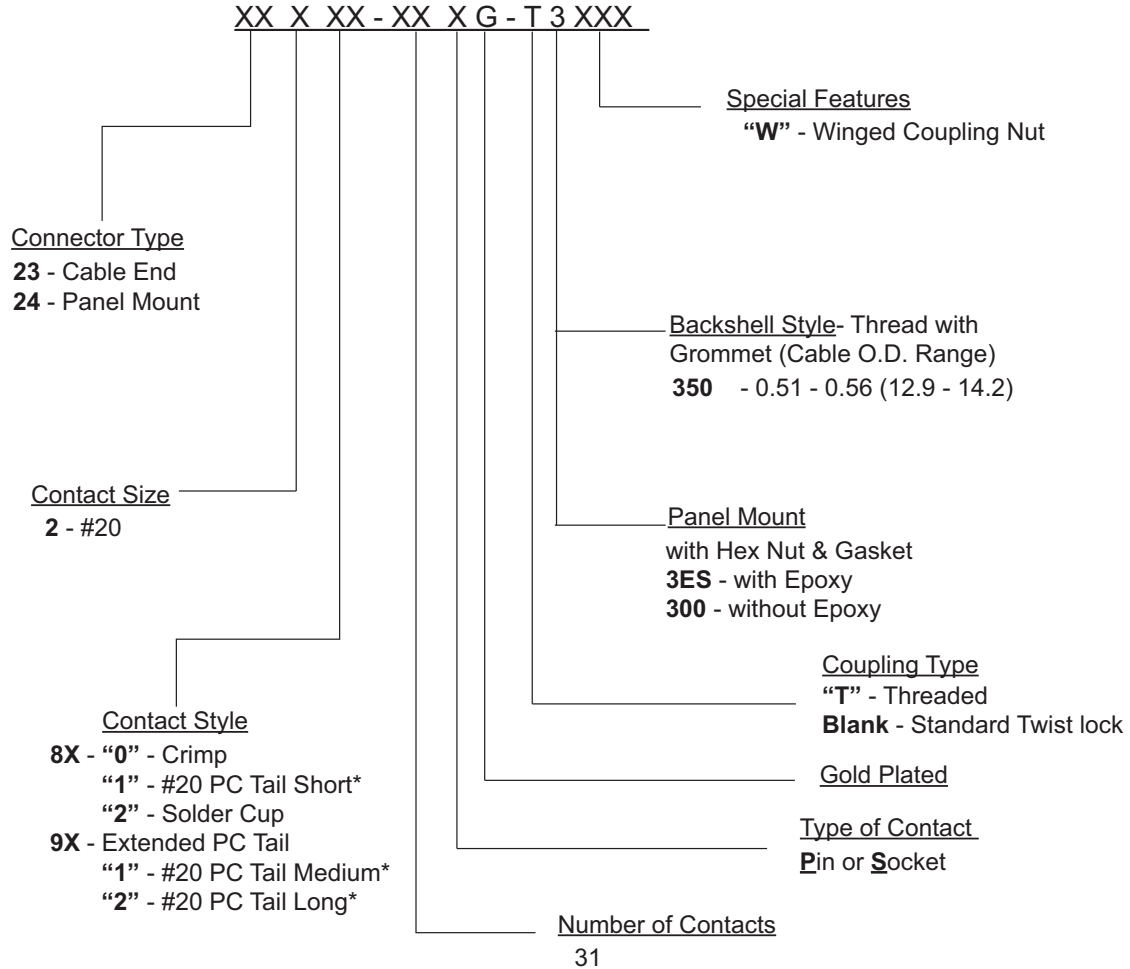 XX X XX - XX X G - T 3 XXX
Special Features
“W” - Winged Coupling Nut
Connector Type
23 - Cable End
24 - Panel Mount
Backshell Style- Thread with
Grommet (Cable O.D. Range)
350 - 0.51 - 0.56 (12.9 - 14.2)
Contact Size
2 - #20
Panel Mount
with Hex Nut & Gasket
3ES - with Epoxy
300 - without Epoxy
Coupling Type
“T” - Threaded
Blank - Standard Twist lock
Contact Style
8X - “0” - Crimp
“1” - #20 PC Tail Short*
“2” - Solder Cup
9X - Extended PC Tail
“1” - #20 PC Tail Medium*
“2” - #20 PC Tail Long*
Gold Plated
Type of Contact
Pin or Socket
Number of Contacts
31